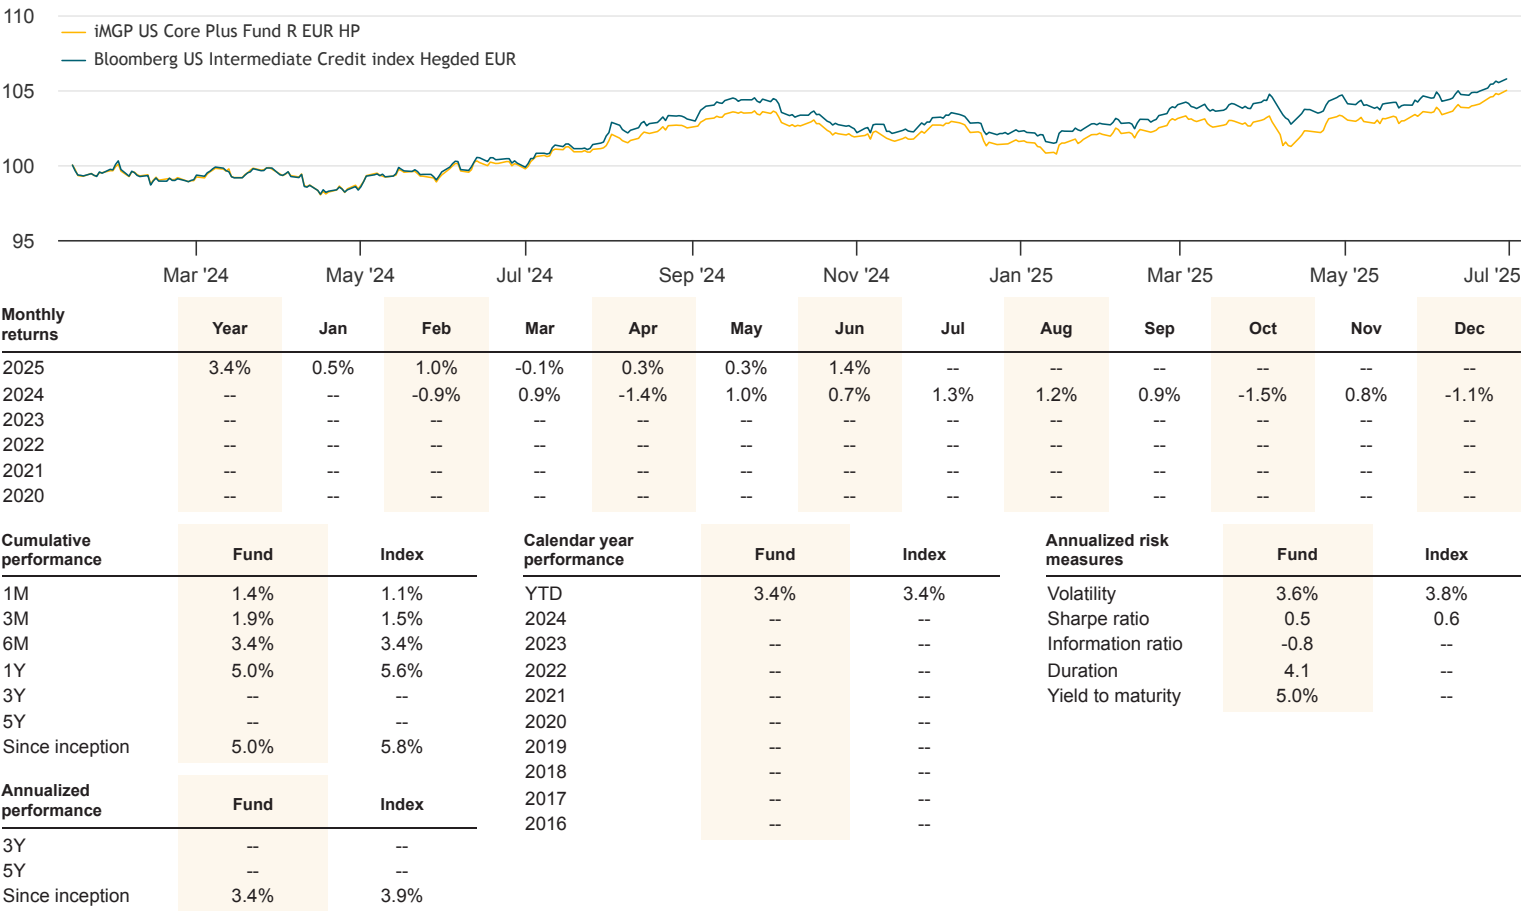 110
iMGP US Core Plus Fund R EUR HP
Bloomberg US Intermediate Credit index Hegded EUR
105
100
95
Mar '24 May '24 Jul '24 Sep '24 Nov '24 Jan '25 Mar '25 May '25 Jul '25
Monthly
returns Year Jan Feb Mar Apr May Jun Jul Aug Sep Oct Nov Dec
2025 3.4% 0.5% 1.0% -0.1% 0.3% 0.3% 1.4% -- -- -- -- -- --
2024 -- -- -0.9% 0.9% -1.4% 1.0% 0.7% 1.3% 1.2% 0.9% -1.5% 0.8% -1.1%
2023 -- -- -- -- -- -- -- -- -- -- -- -- --
2022 -- -- -- -- -- -- -- -- -- -- -- -- --
2021 -- -- -- -- -- -- -- -- -- -- -- -- --
2020 -- -- -- -- -- -- -- -- -- -- -- -- --
Cumulative
performance Fund Index
1M 1.4% 1.1%
3M 1.9% 1.5%
6M 3.4% 3.4%
1Y 5.0% 5.6%
3Y -- --
5Y -- --
Since inception 5.0% 5.8%
Annualized
performance Fund Index
3Y -- --
5Y -- --
Since inception 3.4% 3.9%
Calendar year
performance Fund Index
YTD 3.4% 3.4%
2024 -- --
2023 -- --
2022 -- --
2021 -- --
2020 -- --
2019 -- --
2018 -- --
2017 -- --
2016 -- --
Annualized risk
measures Fund Index
Volatility 3.6% 3.8%
Sharpe ratio 0.5 0.6
Information ratio -0.8 --
Duration 4.1 --
Yield to maturity 5.0% --